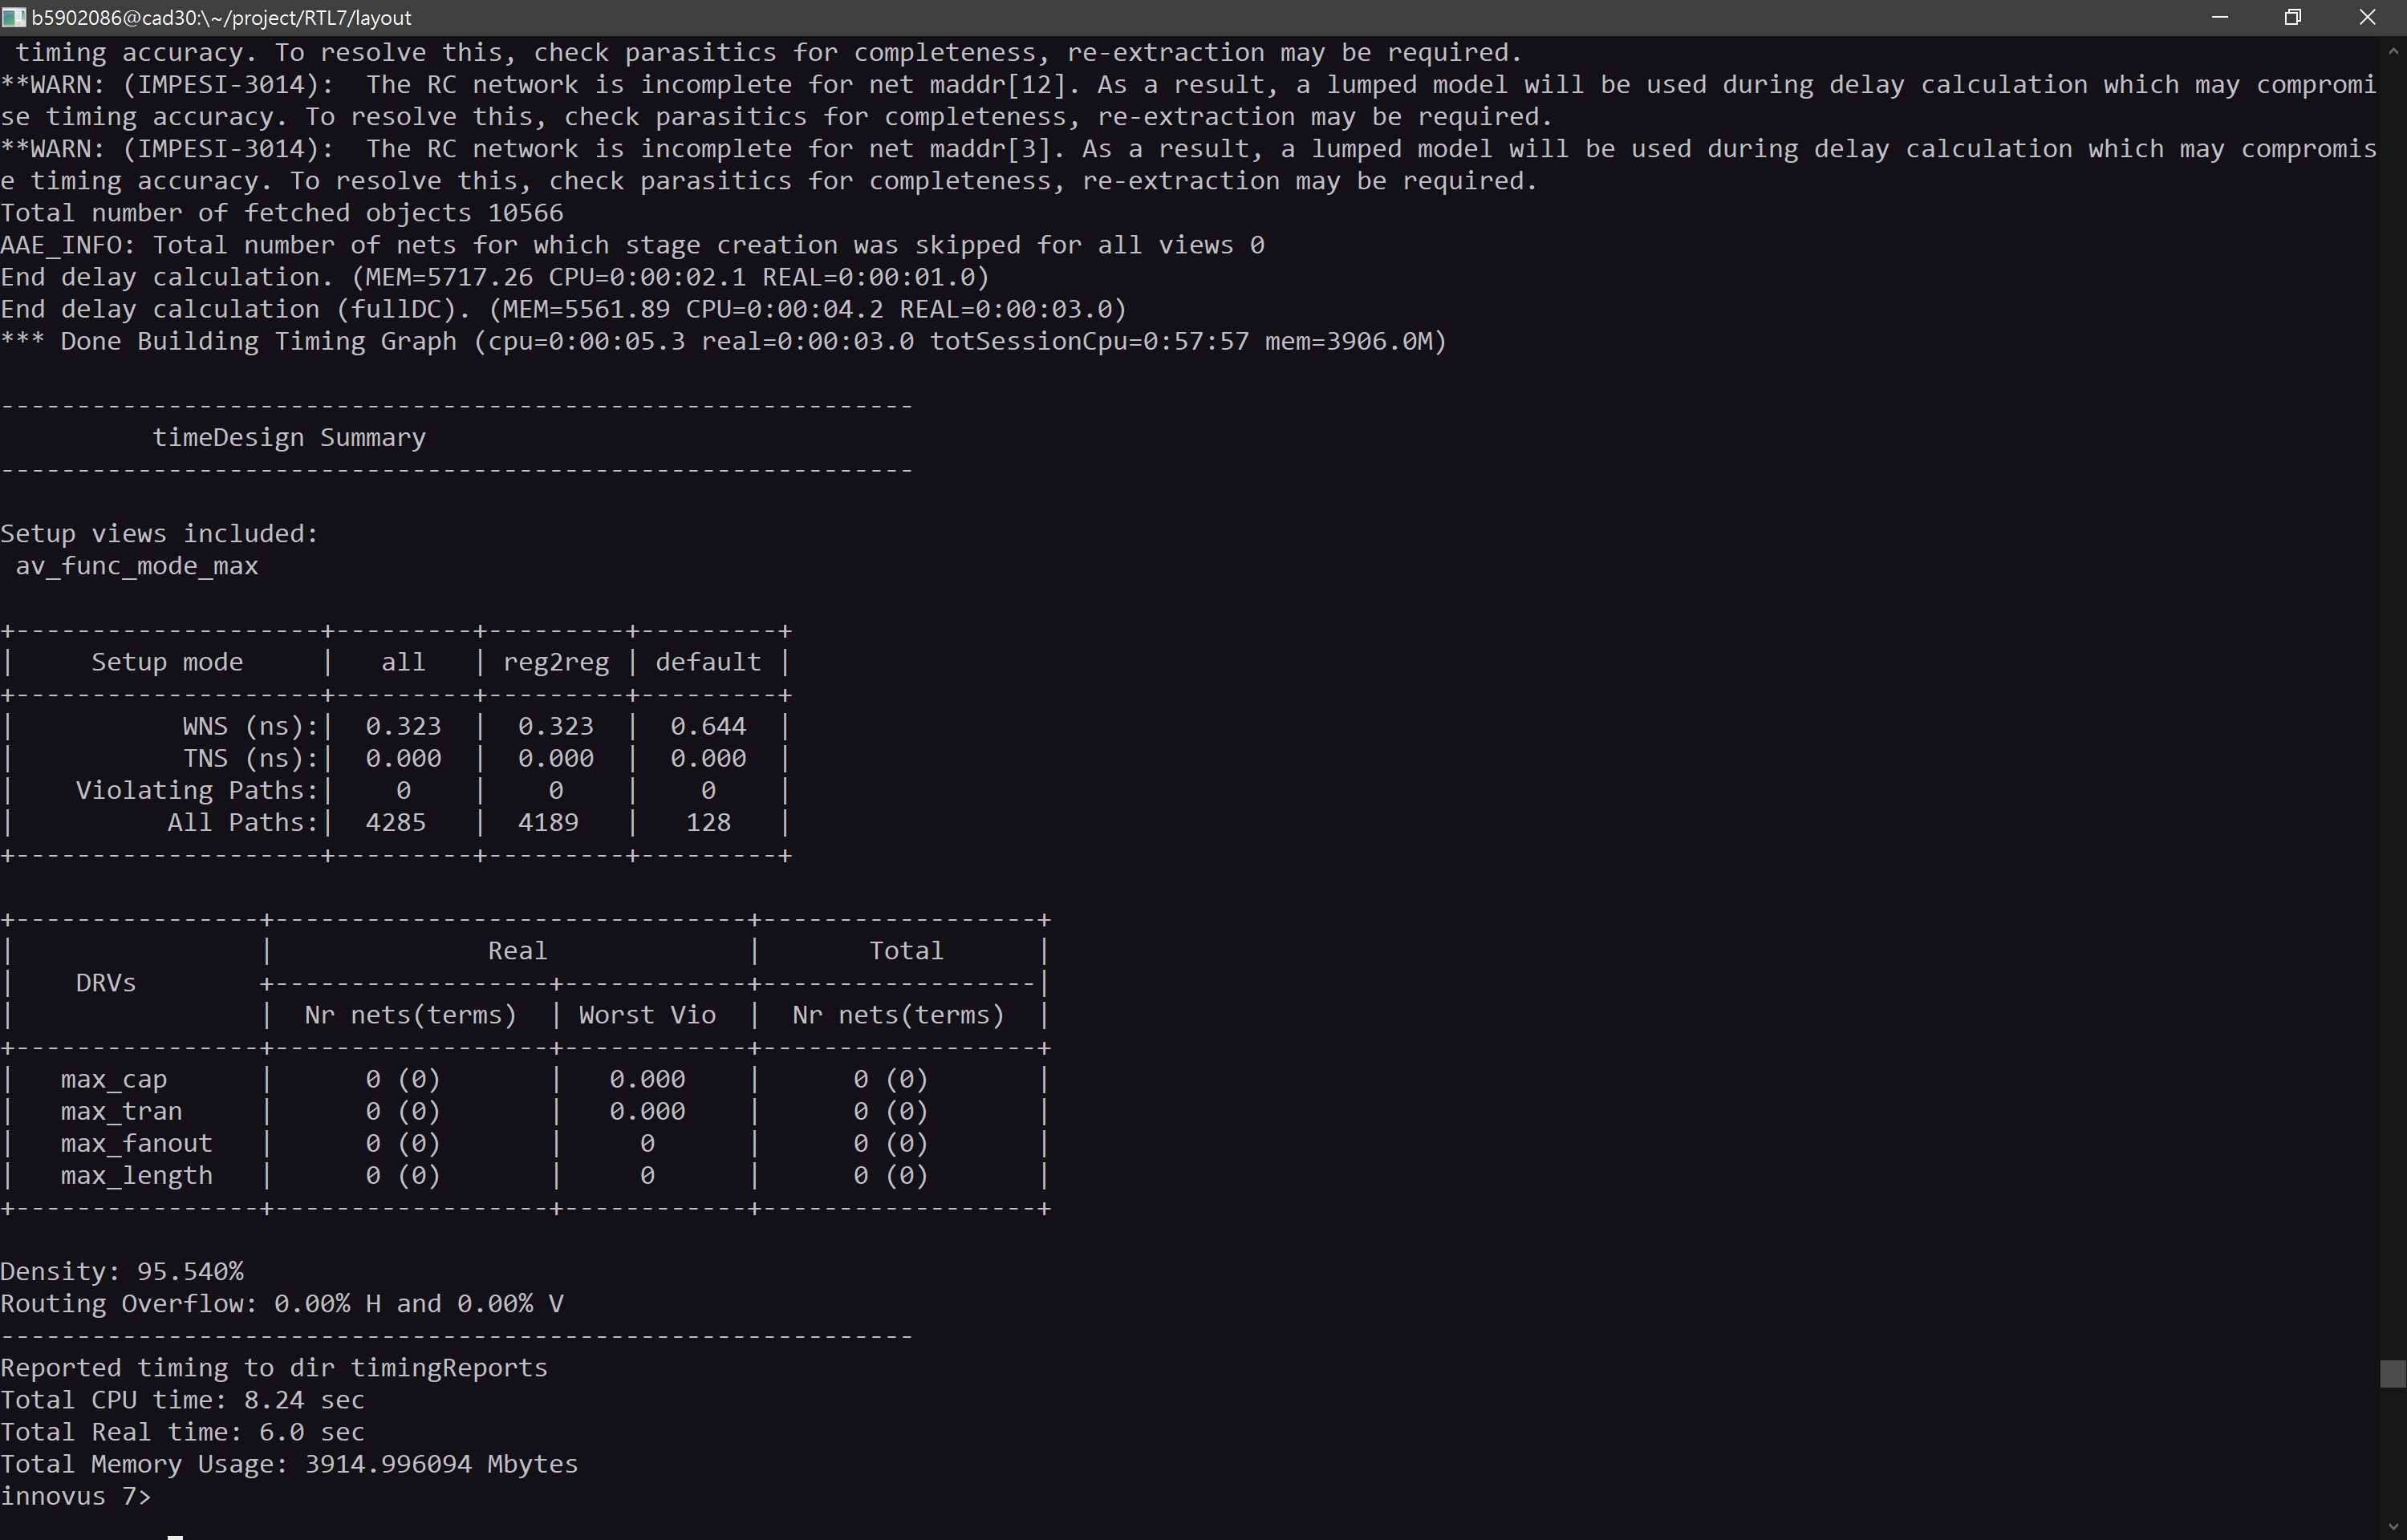 b5902086@cad30:\~/project/RTL7/layout
 timing accuracy. To resolve this, check parasitics for completeness, re-extraction may be required.
**WARN: (IMPESI-3014):  The RC network is incomplete for net maddr[12]. As a result, a lumped model will be used during delay calculation which may compromi
se timing accuracy. To resolve this, check parasitics for completeness, re-extraction may be required.
**WARN: (IMPESI-3014):  The RC network is incomplete for net maddr[3]. As a result, a lumped model will be used during delay calculation which may compromis
e timing accuracy. To resolve this, check parasitics for completeness, re-extraction may be required.
Total number of fetched objects 10566
AAE_INFO: Total number of nets for which stage creation was skipped for all views 0
End delay calculation. (MEM=5717.26 CPU=0:00:02.1 REAL=0:00:01.0)
End delay calculation (fullDC). (MEM=5561.89 CPU=0:00:04.2 REAL=0:00:03.0)
*** Done Building Timing Graph (cpu=0:00:05.3 real=0:00:03.0 totSessionCpu=0:57:57 mem=3906.0M)
------------------------------------------------------------
          timeDesign Summary
------------------------------------------------------------
Setup views included:
 av_func_mode_max
+--------------------+---------+---------+---------+
|     Setup mode     |   all   | reg2reg | default |
+--------------------+---------+---------+---------+
|           WNS (ns):|  0.323  |  0.323  |  0.644  |
|           TNS (ns):|  0.000  |  0.000  |  0.000  |
|    Violating Paths:|    0    |    0    |    0    |
|          All Paths:|  4285   |  4189   |   128   |
+--------------------+---------+---------+---------+
+----------------+-------------------------------+------------------+
|                |              Real             |       Total      |
|    DRVs        +------------------+------------+------------------|
|                |  Nr nets(terms)  | Worst Vio  |  Nr nets(terms)  |
+----------------+------------------+------------+------------------+
|   max_cap      |      0 (0)       |   0.000    |      0 (0)       |
|   max_tran     |      0 (0)       |   0.000    |      0 (0)       |
|   max_fanout   |      0 (0)       |     0      |      0 (0)       |
|   max_length   |      0 (0)       |     0      |      0 (0)       |
+----------------+------------------+------------+------------------+
Density: 95.540%
Routing Overflow: 0.00% H and 0.00% V
------------------------------------------------------------
Reported timing to dir timingReports
Total CPU time: 8.24 sec
Total Real time: 6.0 sec
Total Memory Usage: 3914.996094 Mbytes
innovus 7>